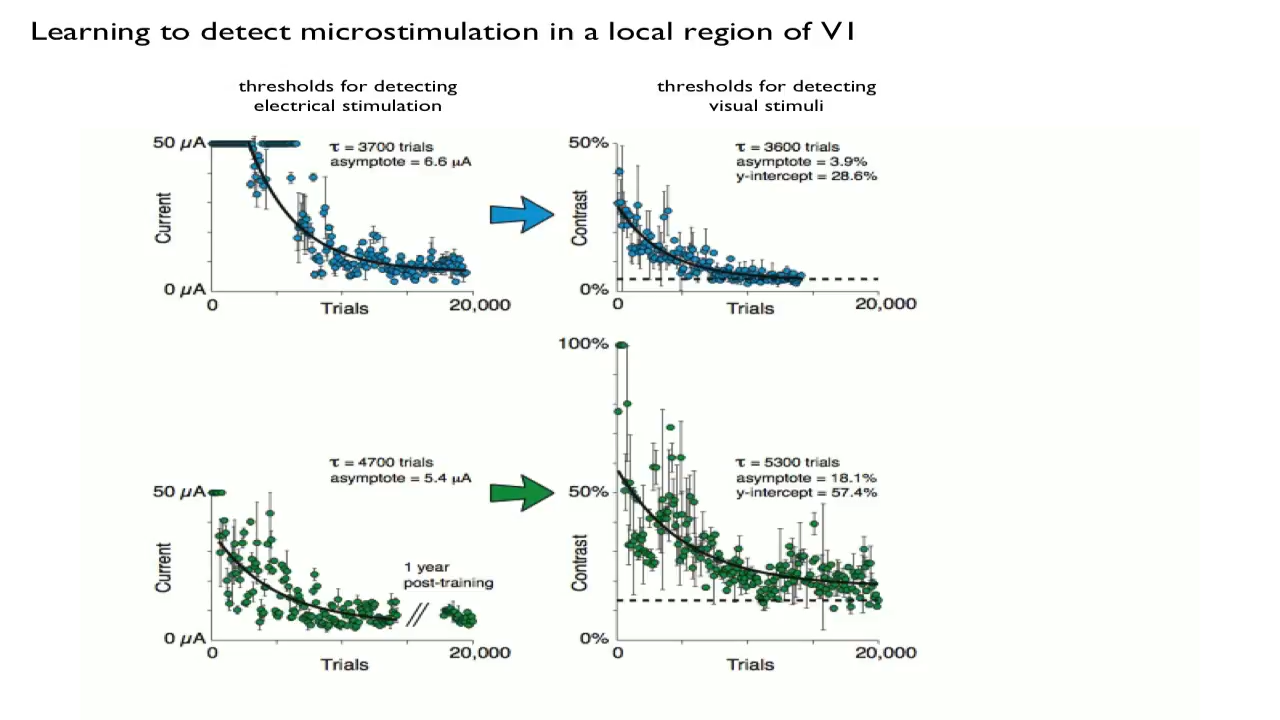 Learning to detect microstimulation in a local region of V1
thresholds for detecting
electrical stimulation
thresholds for detecting
visual stimuli
50 µA
τ = 3700 trials
asymptote = 6.6 µA
Current
0 µA
0
Trials
20,000
50%
τ = 3600 trials
asymptote = 3.9%
y-intercept = 28.6%
Contrast
0%
0
Trials
20,000
50 µA
τ = 4700 trials
asymptote = 5.4 µA
Current
1 year
post-training
0 µA
0
Trials
20,000
100%
50%
τ = 5300 trials
asymptote = 18.1%
y-intercept = 57.4%
Contrast
0%
0
Trials
20,000